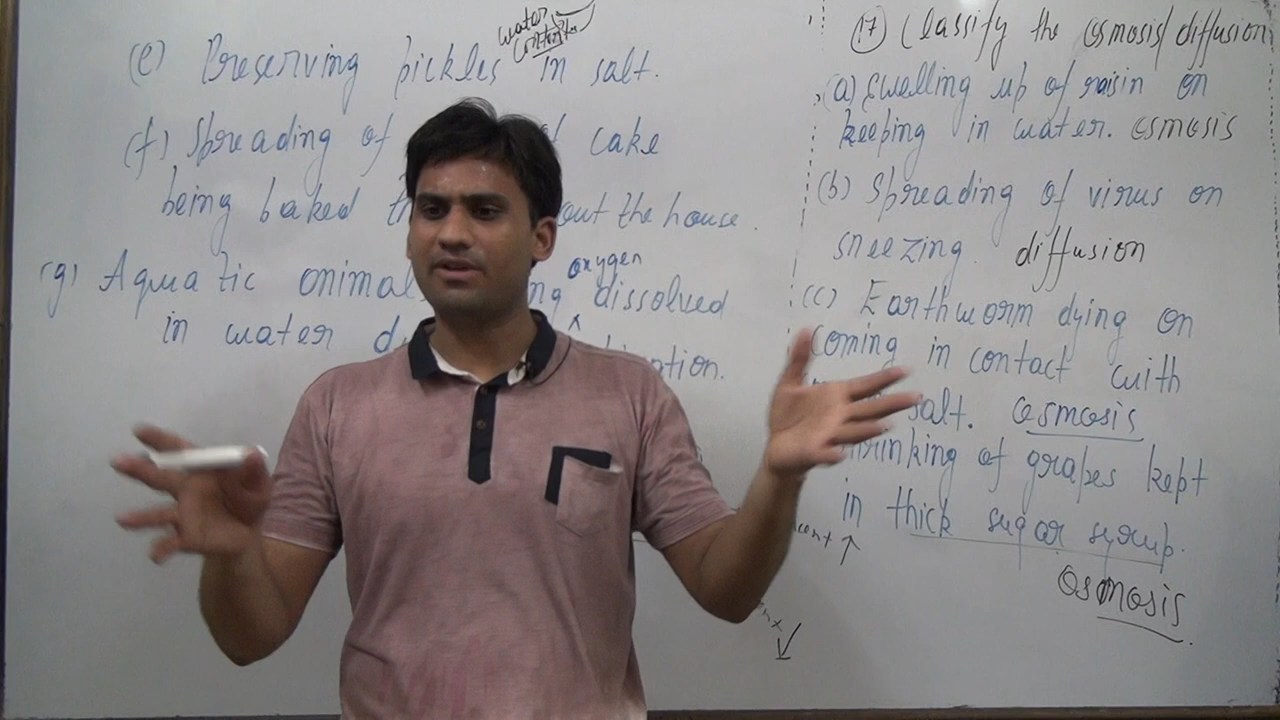 water
content
(e) Preserving pickles in salt.
(f) Spreading of cake
being baked out the house.
(g) Aquatic animal
oxygen
dissolved
in water
(17) Classify the osmosis/diffusion
(a) Swelling up of raisin on
keeping in water. osmosis
(b) Spreading of virus on
sneezing. diffusion
(c) Earthworm dying on
coming in contact with
salt. osmosis
of grapes kept
in thick sugar syrup.
osmosis